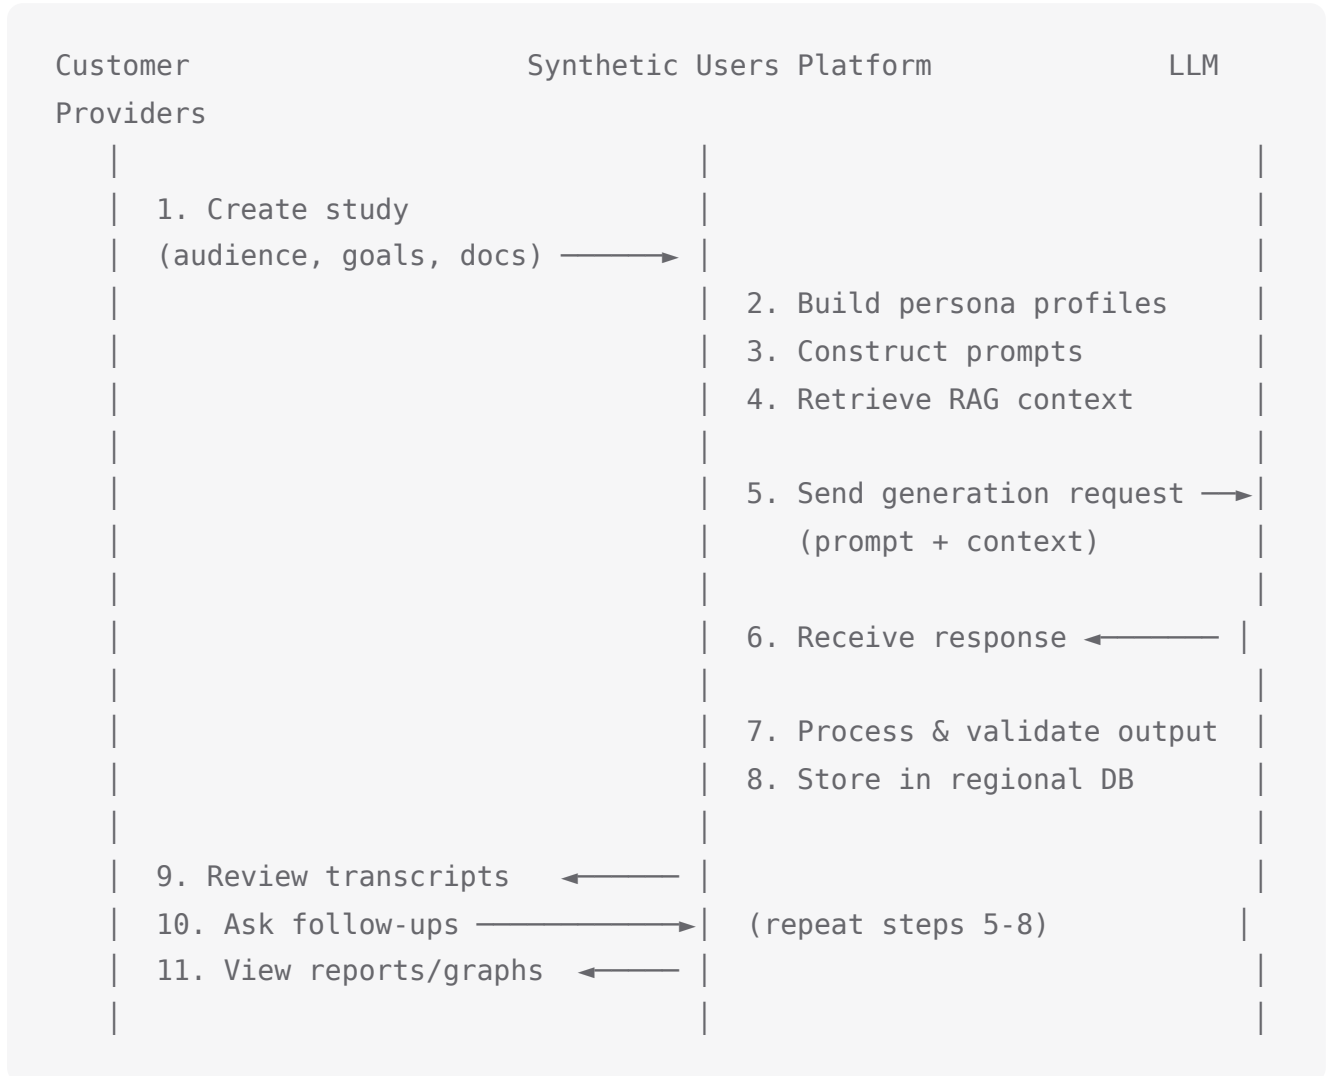 Customer                    Synthetic Users Platform              LLM
Providers
1. Create study
(audience, goals, docs)
2. Build persona profiles
3. Construct prompts
4. Retrieve RAG context
5. Send generation request
(prompt + context)
6. Receive response
7. Process & validate output
8. Store in regional DB
9. Review transcripts
10. Ask follow-ups (repeat steps 5-8)
11. View reports/graphs